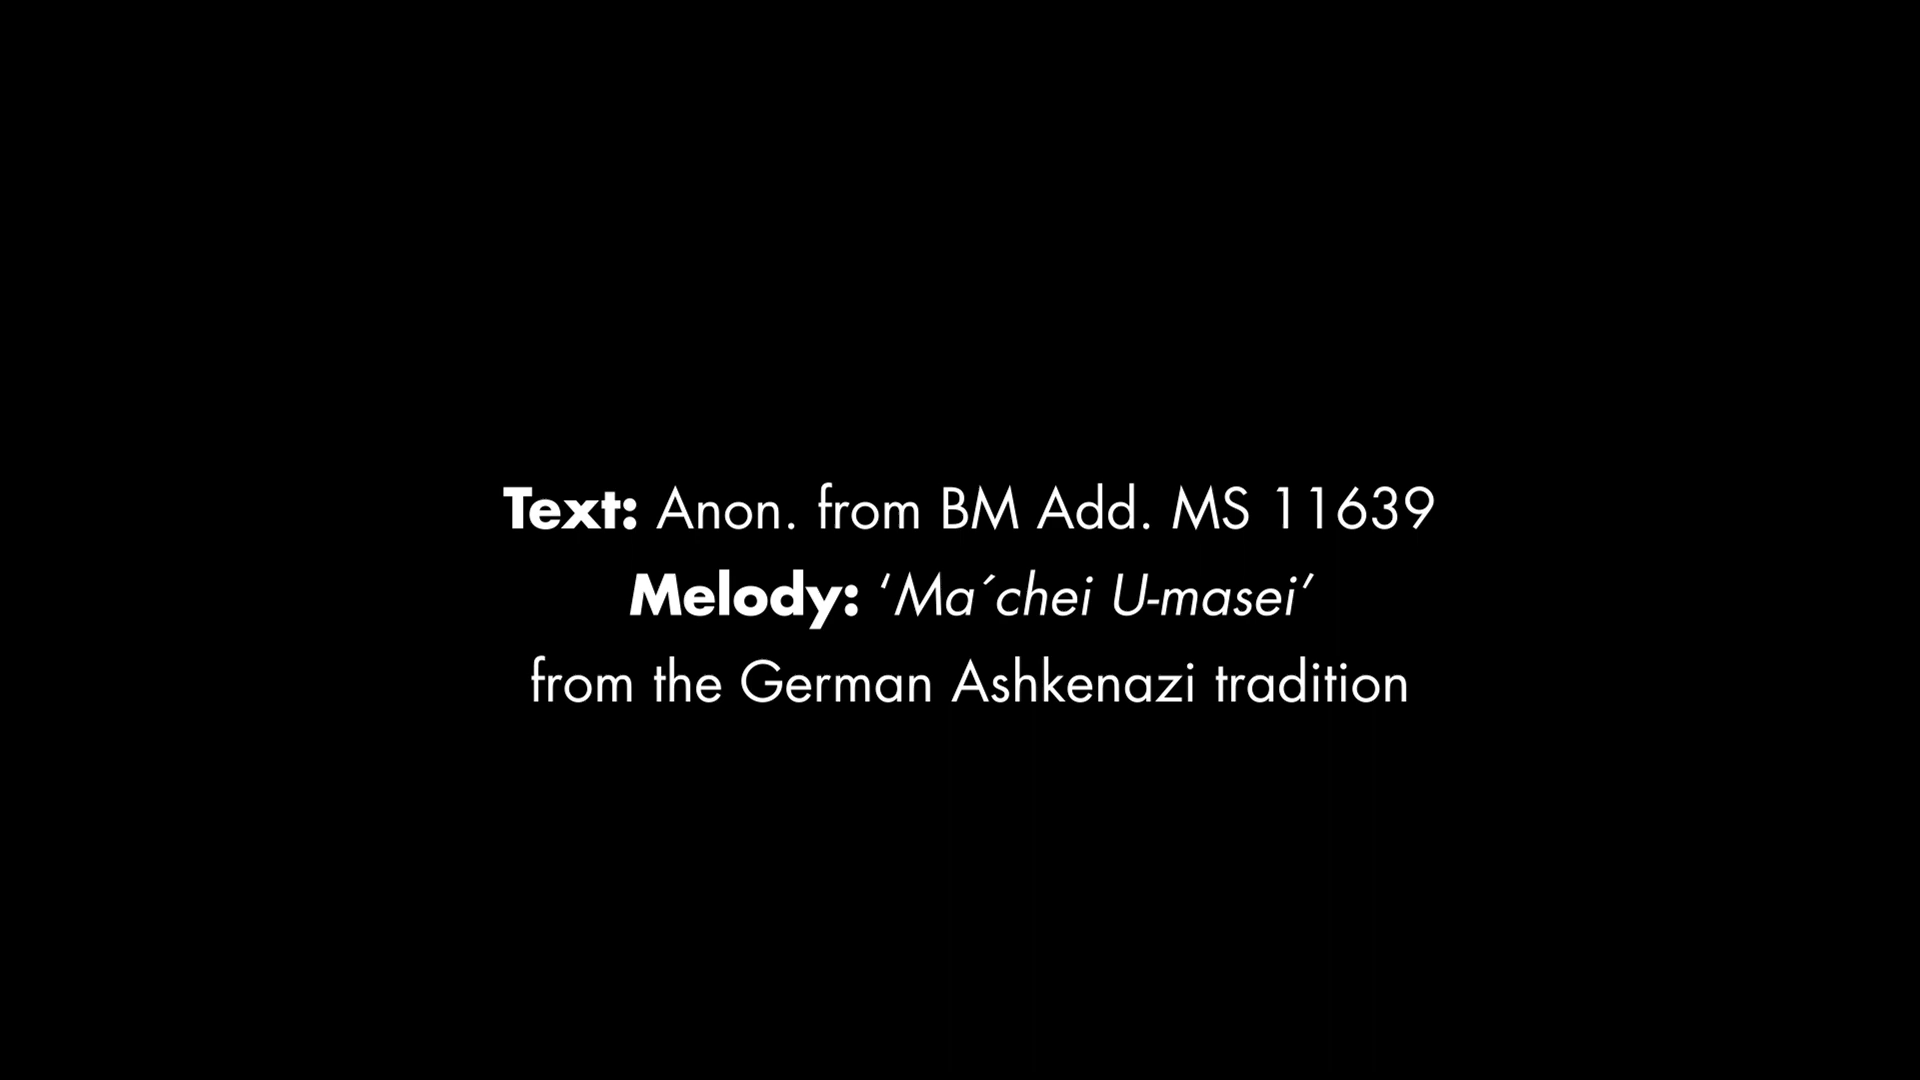 Text: Anon. from BM Add. MS 11639
Melody: ‘Ma´chei U-masei’
from the German Ashkenazi tradition